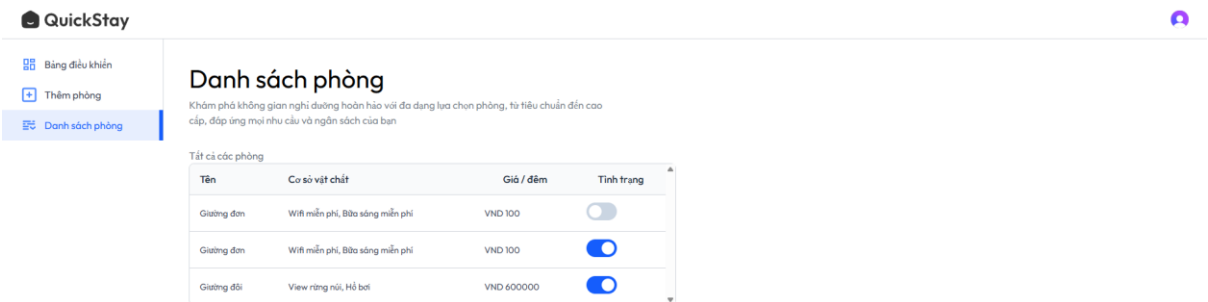 QuickStay
Bảng điều khiển
Thêm phòng
Danh sách phòng
Danh sách phòng
Khám phá không gian nghỉ dưỡng hoàn hảo với đa dạng lựa chọn phòng, từ tiêu chuẩn đến cao
cấp, đáp ứng mọi nhu cầu và ngân sách của bạn
Tất cả các phòng
Tên Cơ sở vật chất Giá / đêm Tình trạng
Giường đơn Wifi miễn phí, Bữa sáng miễn phí VND 100
Giường đơn Wifi miễn phí, Bữa sáng miễn phí VND 100
Giường đôi View rừng núi, Hồ bơi VND 600000